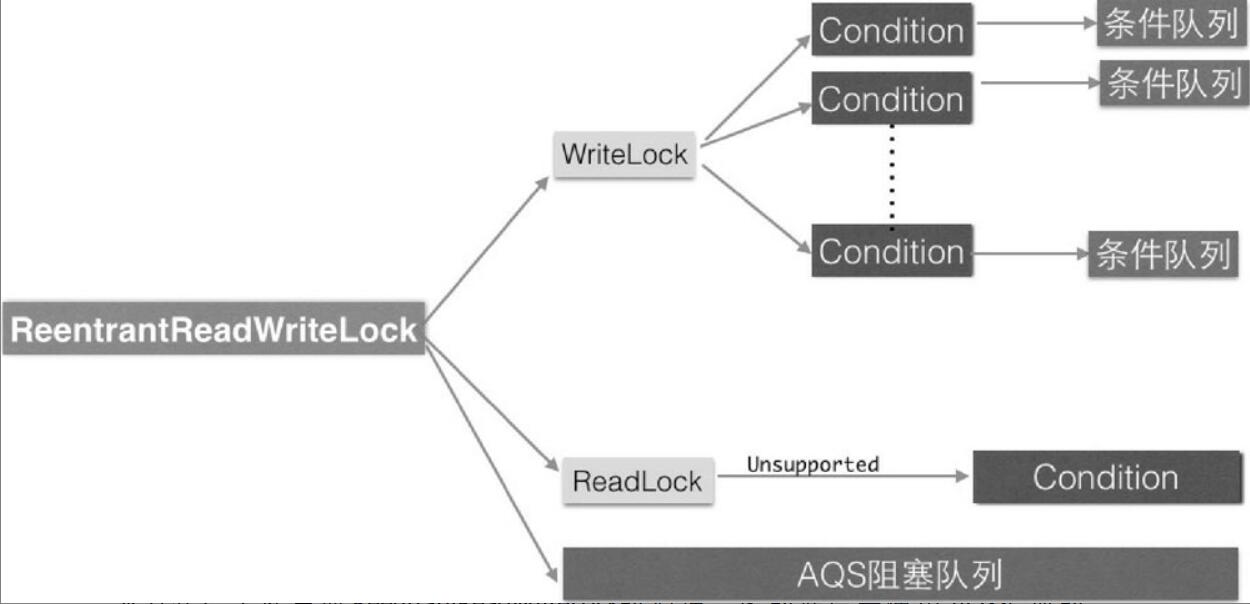 Condition
条件队列
Condition
条件队列
WriteLock
Condition
条件队列
ReentrantReadWriteLock
ReadLock
Unsupported
Condition
AQS阻塞队列